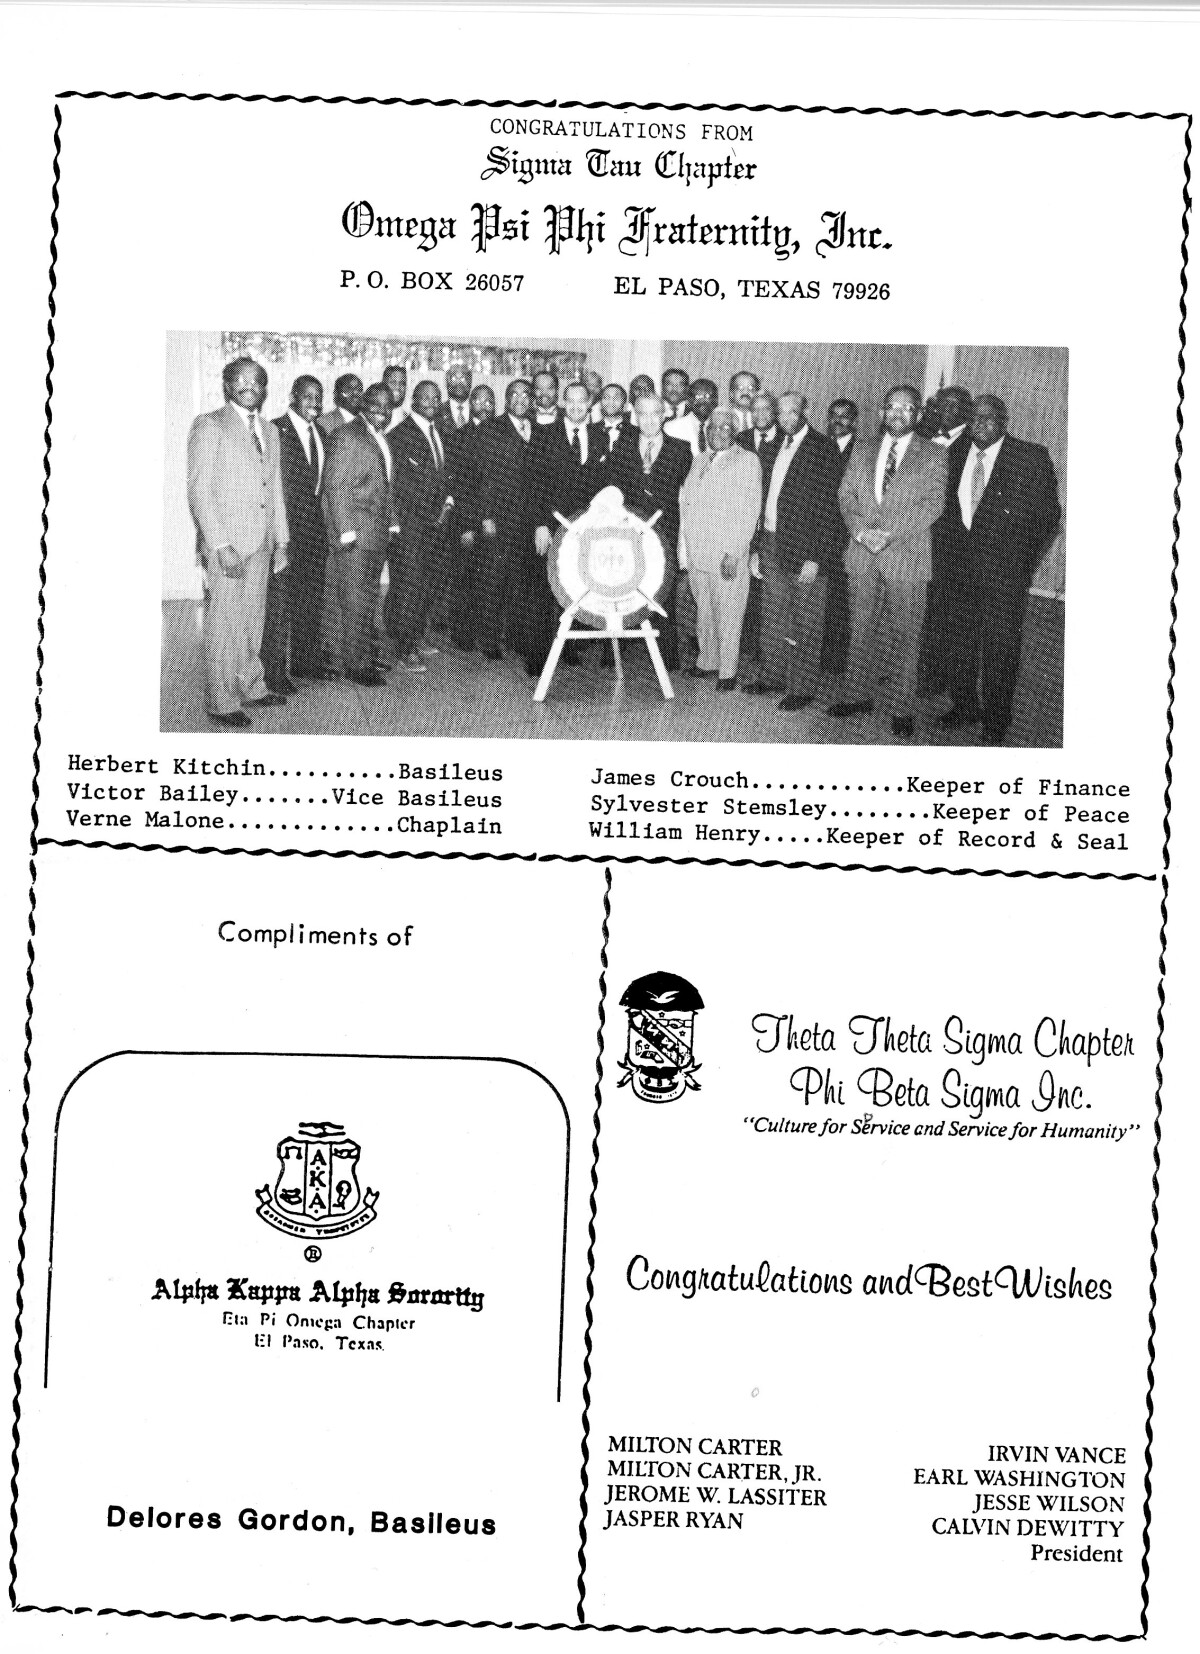 CONGRATULATIONS FROM
Sigma Tau Chapter
Omega Psi Phi Fraternity, Inc.
P. O. BOX 26057 EL PASO, TEXAS 79926
Herbert Kitchin..........Basileus
Victor Bailey.......Vice Basileus
Verne Malone.............Chaplain
James Crouch............Keeper of Finance
Sylvester Stemsley........Keeper of Peace
William Henry.....Keeper of Record & Seal
Compliments of
A
K
A
®
Alpha Kappa Alpha Sorority
Eta Pi Omega Chapter
El Paso, Texas
Delores Gordon, Basileus
Theta Theta Sigma Chapter
Phi Beta Sigma Inc.
"Culture for Service and Service for Humanity"
Congratulations and Best Wishes
MILTON CARTER
MILTON CARTER, JR.
JEROME W. LASSITER
JASPER RYAN
IRVIN VANCE
EARL WASHINGTON
JESSE WILSON
CALVIN DEWITTY
President